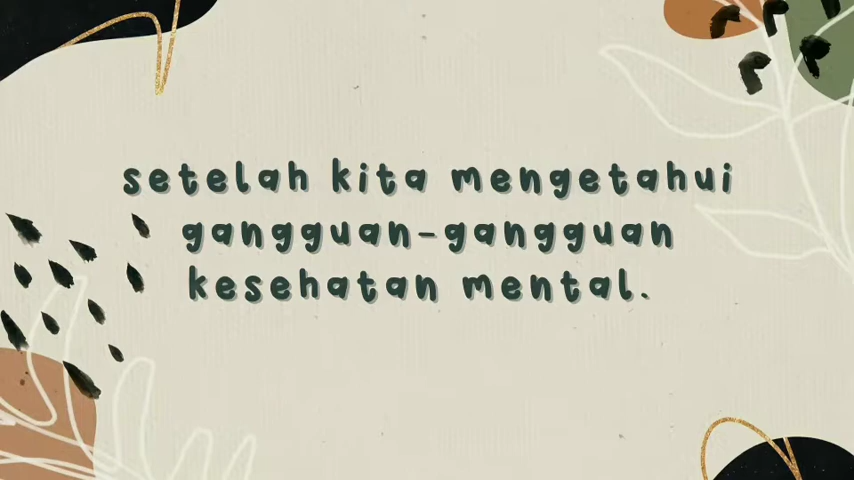 setelah kita mengetahui
gangguan-gangguan
kesehatan mental.